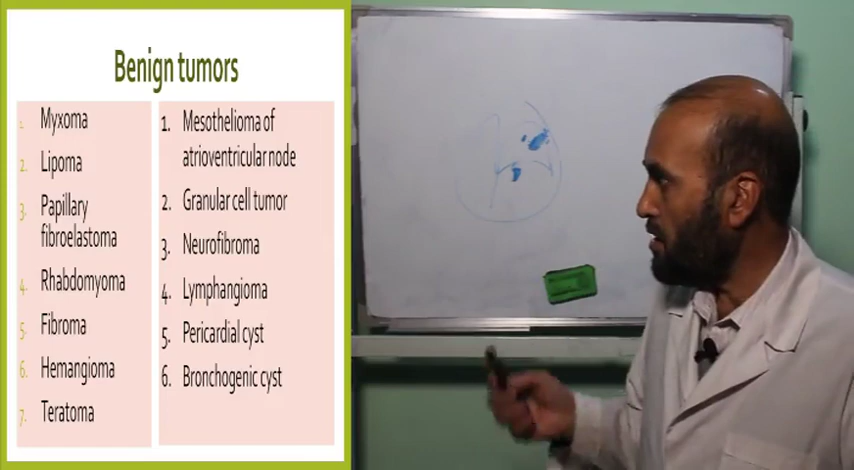 Benign tumors
1. Myxoma
2. Lipoma
3. Papillary
fibroelastoma
4. Rhabdomyoma
5. Fibroma
6. Hemangioma
7. Teratoma
1. Mesothelioma of
atrioventricular node
2. Granular cell tumor
3. Neurofibroma
4. Lymphangioma
5. Pericardial cyst
6. Bronchogenic cyst